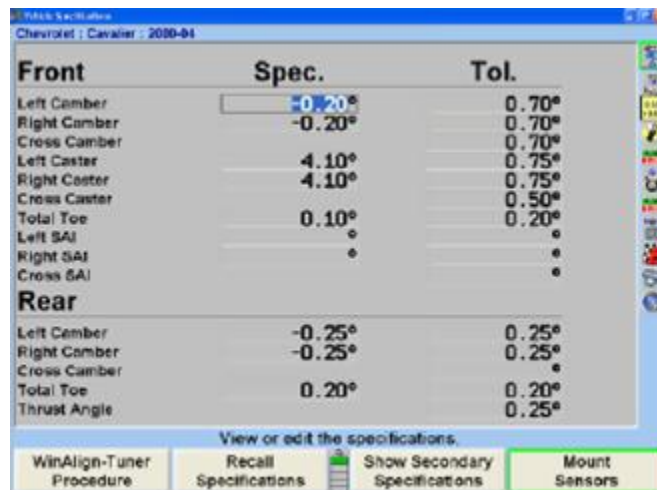 Vehicle Specifications
Chevrolet : Cavalier : 2000-04
Front Spec. Tol.
Left Camber -0.20° 0.70°
Right Camber -0.20° 0.70°
Cross Camber 0.70°
Left Caster 4.10° 0.75°
Right Caster 4.10° 0.75°
Cross Caster 0.50°
Total Toe 0.10° 0.20°
Left SAI ° °
Right SAI ° °
Cross SAI °
Rear
Left Camber -0.25° 0.25°
Right Camber -0.25° 0.25°
Cross Camber °
Total Toe 0.20° 0.20°
Thrust Angle 0.25°
View or edit the specifications.
WinAlign-Tuner Procedure
Recall Specifications
Show Secondary Specifications
Mount Sensors